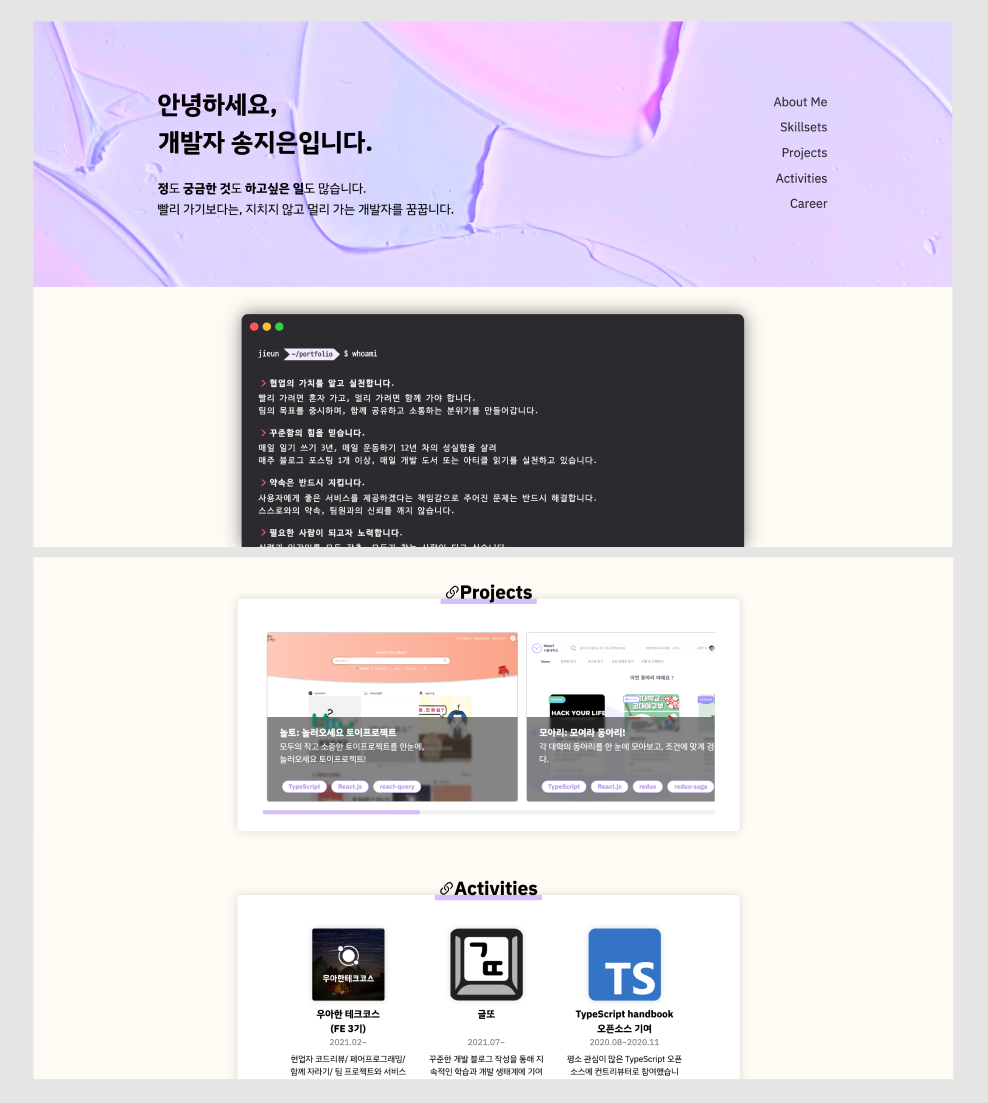 안녕하세요,
개발자 송지은입니다.
정도 궁금한 것도 하고싶은 일도 많습니다.
빨리 가기보다는, 지치지 않고 멀리 가는 개발자를 꿈꿉니다.
About Me
Skillsets
Projects
Activities
Career
jieun ~/portfolio $ whoami
협업의 가치를 알고 실천합니다.
빨리 가려면 혼자 가고, 멀리 가려면 함께 가야 합니다.
팀의 목표를 중시하며, 함께 공유하고 소통하는 분위기를 만들어갑니다.
꾸준함의 힘을 믿습니다.
매일 일기 쓰기 3년, 매일 운동하기 12년 차의 성실함을 살려
매주 블로그 포스팅 1개 이상, 매일 개발 도서 또는 아티클 읽기를 실천하고 있습니다.
약속은 반드시 지킵니다.
사용자에게 좋은 서비스를 제공하겠다는 책임감으로 주어진 문제는 반드시 해결합니다.
스스로와의 약속, 팀원과의 신뢰를 깨지 않습니다.
필요한 사람이 되고자 노력합니다.
Projects
이런 동아리 어때요 ?
Home
HACK YOUR LIFE
놀토: 놀러오세요 토이프로젝트
모두의 작고 소중한 토이프로젝트를 한눈에,
놀러오세요 토이프로젝트!
TypeScript React.js react-query
모아리: 모여라 동아리!
각 대학의 동아리를 한 눈에 모아보고, 조건에 맞게 검
다.
TypeScript React.js redux redux-saga
Activities
우아한테크코스
우아한 테크코스
(FE 3기)
2021.02~
현업자 코드리뷰/ 페어프로그래밍/
함께 자라기/ 팀 프로젝트와 서비스
ㄱㄸ
글또
2021.07~
꾸준한 개발 블로그 작성을 통해 지
속적인 학습과 개발 생태계에 기여
TS
TypeScript handbook
오픈소스 기여
2020.08~2020.11
평소 관심이 많은 TypeScript 오픈
소스에 컨트리뷰터로 참여했습니